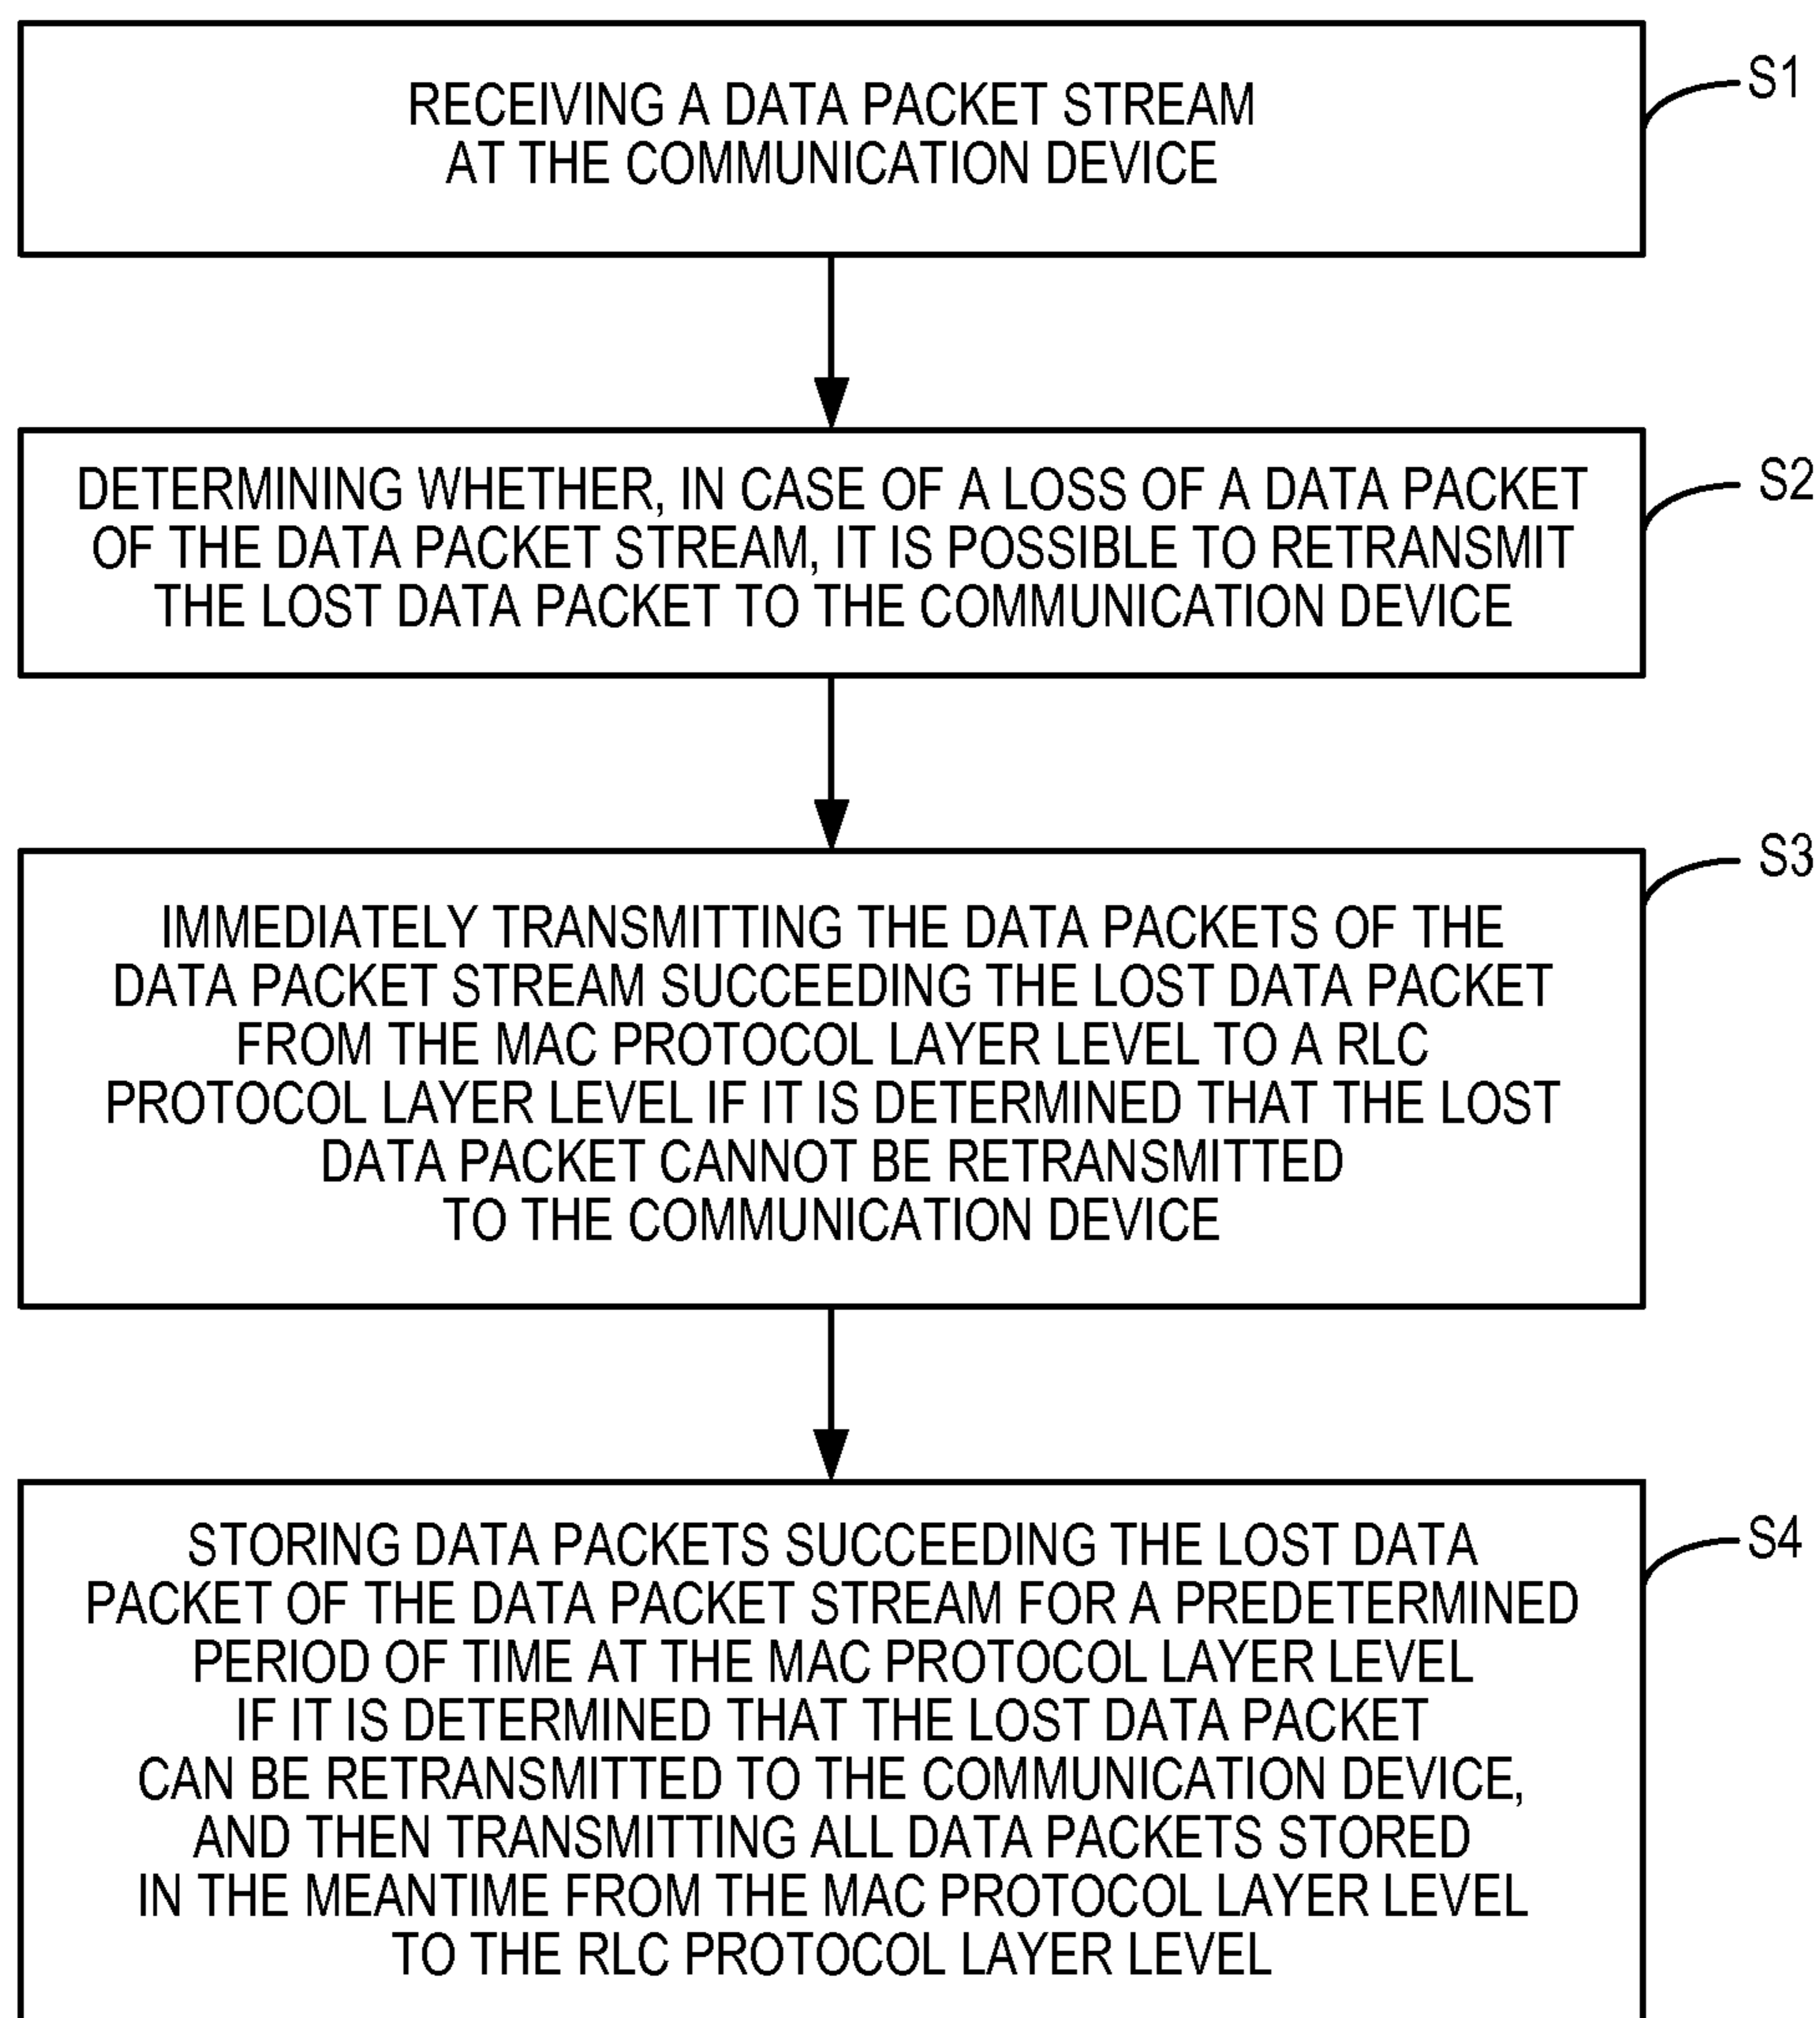 RECEIVING A DATA PACKET STREAM
AT THE COMMUNICATION DEVICE
S1
DETERMINING WHETHER, IN CASE OF A LOSS OF A DATA PACKET
OF THE DATA PACKET STREAM, IT IS POSSIBLE TO RETRANSMIT
THE LOST DATA PACKET TO THE COMMUNICATION DEVICE
S2
IMMEDIATELY TRANSMITTING THE DATA PACKETS OF THE
DATA PACKET STREAM SUCCEEDING THE LOST DATA PACKET
FROM THE MAC PROTOCOL LAYER LEVEL TO A RLC
PROTOCOL LAYER LEVEL IF IT IS DETERMINED THAT THE LOST
DATA PACKET CANNOT BE RETRANSMITTED
TO THE COMMUNICATION DEVICE
S3
STORING DATA PACKETS SUCCEEDING THE LOST DATA
PACKET OF THE DATA PACKET STREAM FOR A PREDETERMINED
PERIOD OF TIME AT THE MAC PROTOCOL LAYER LEVEL
IF IT IS DETERMINED THAT THE LOST DATA PACKET
CAN BE RETRANSMITTED TO THE COMMUNICATION DEVICE,
AND THEN TRANSMITTING ALL DATA PACKETS STORED
IN THE MEANTIME FROM THE MAC PROTOCOL LAYER LEVEL
TO THE RLC PROTOCOL LAYER LEVEL
S4